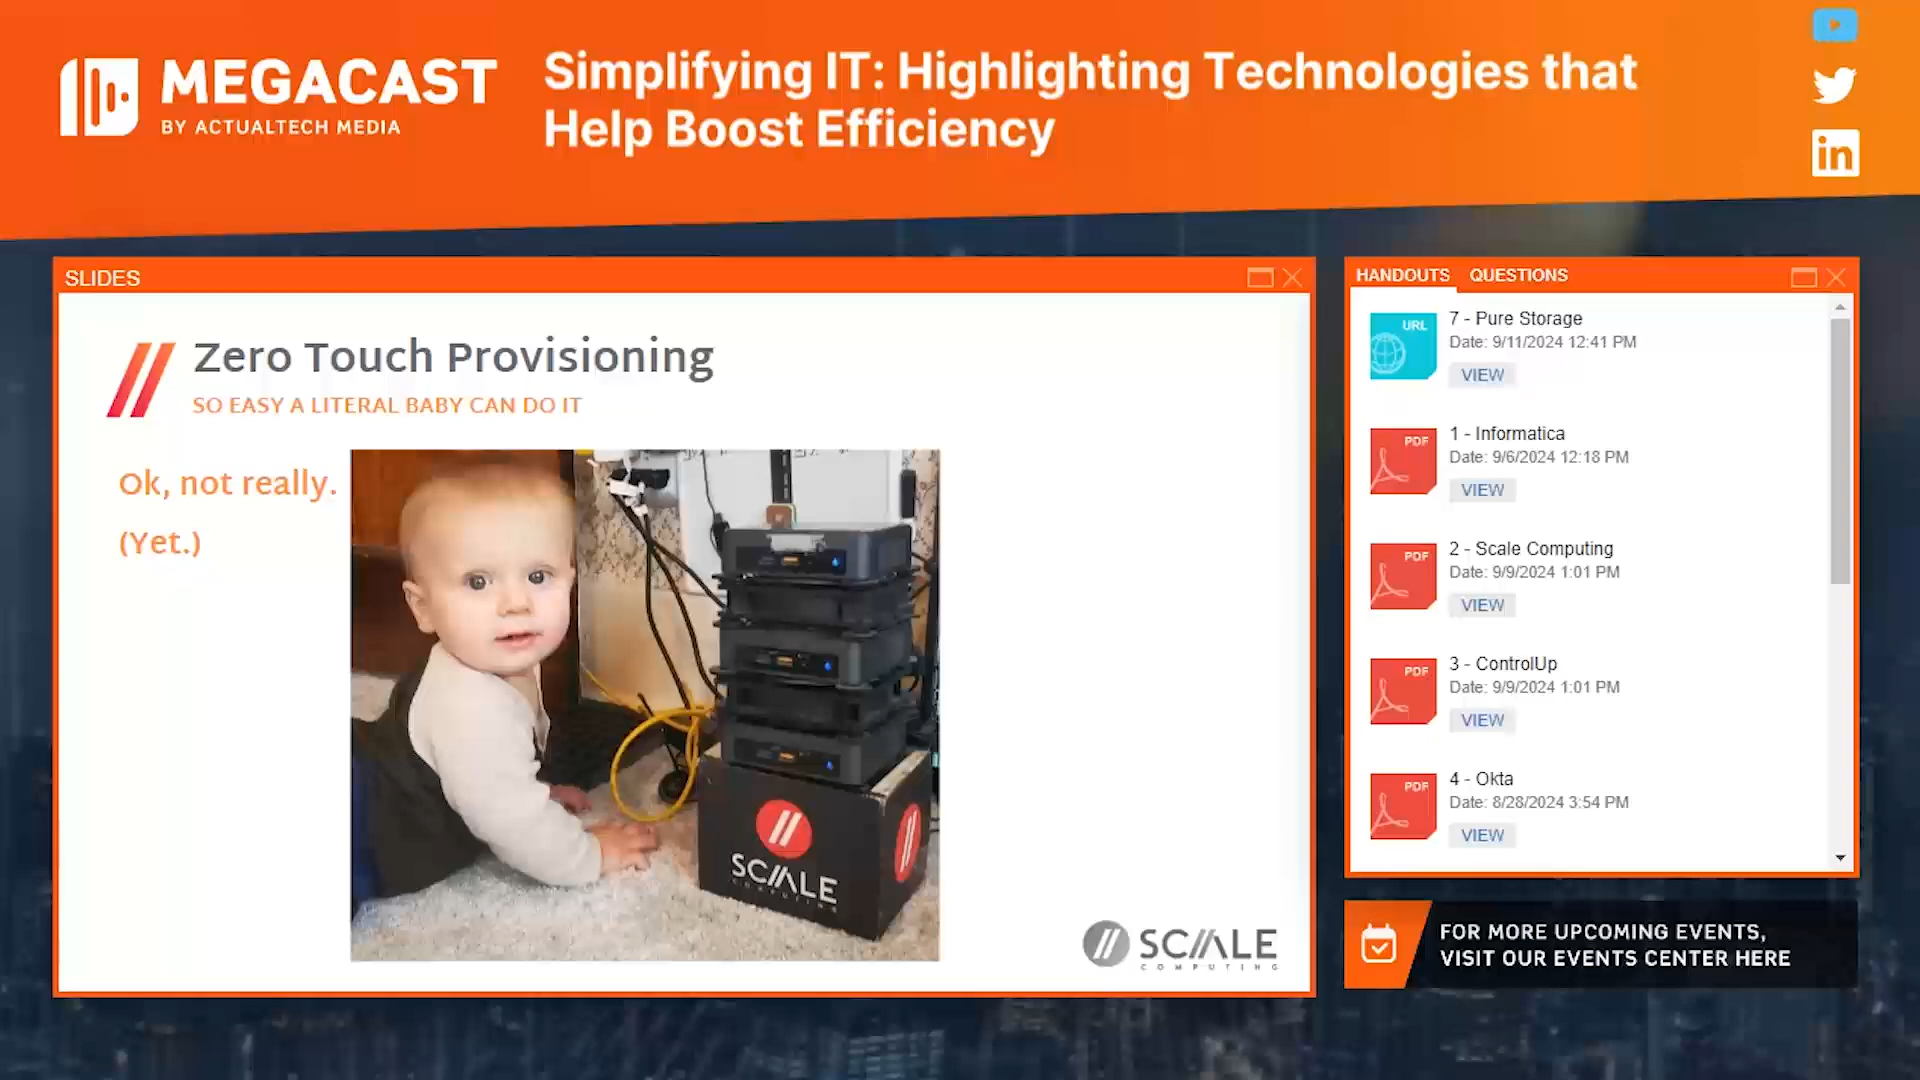 MEGACAST
BY ACTUALTECH MEDIA
Simplifying IT: Highlighting Technologies that
Help Boost Efficiency
in
SLIDES
Zero Touch Provisioning
SO EASY A LITERAL BABY CAN DO IT
Ok, not really.
(Yet.)
SCALE
COMPUTING
SCALE
COMPUTING
HANDOUTS QUESTIONS
URL
7 - Pure Storage
Date: 9/11/2024 12:41 PM
VIEW
PDF
1 - Informatica
Date: 9/6/2024 12:18 PM
VIEW
PDF
2 - Scale Computing
Date: 9/9/2024 1:01 PM
VIEW
PDF
3 - ControlUp
Date: 9/9/2024 1:01 PM
VIEW
PDF
4 - Okta
Date: 8/28/2024 3:54 PM
VIEW
FOR MORE UPCOMING EVENTS,
VISIT OUR EVENTS CENTER HERE